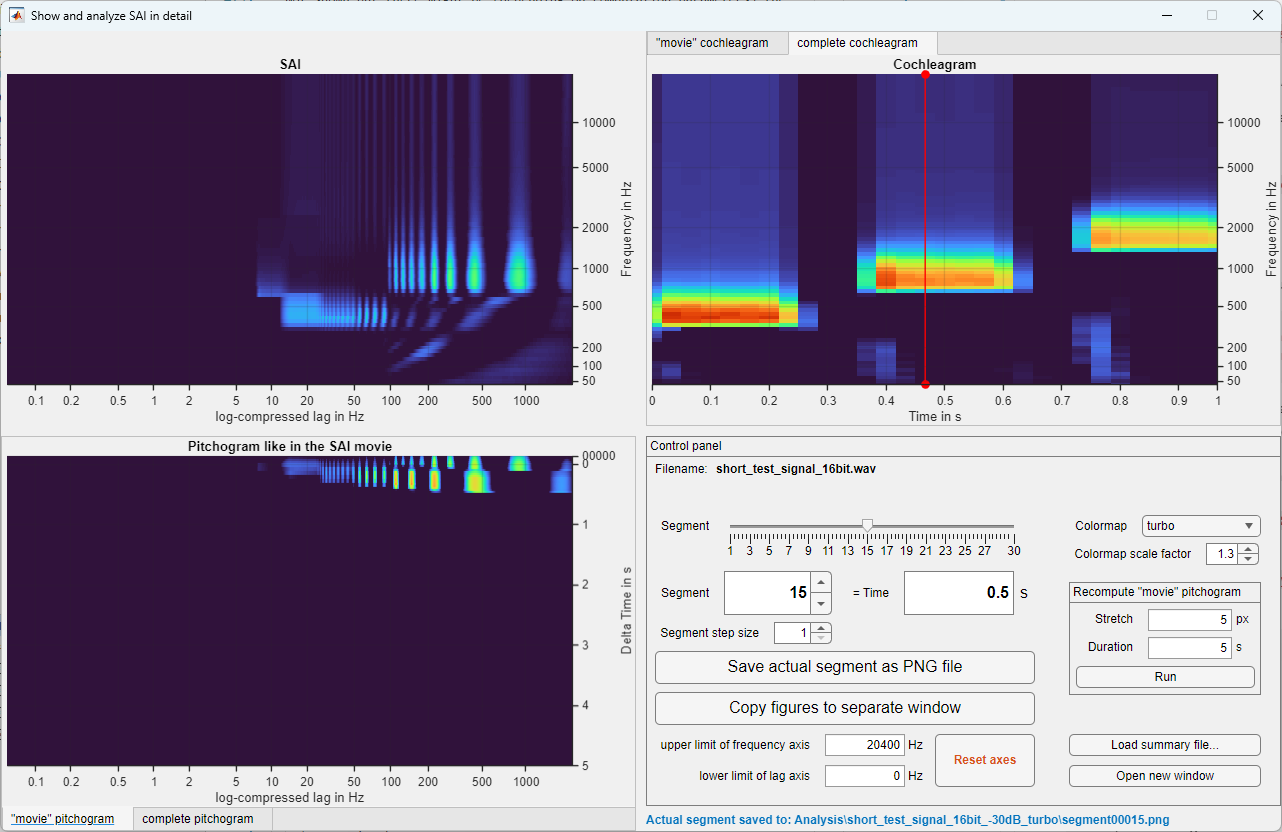 Show and analyze SAI in detail
SAI
10000
5000
2000
1000
500
200
100
50
Frequency in Hz
0.1 0.2 0.5 1 2 5 10 20 50 100 200 500 1000
log-compressed lag in Hz
"movie" cochleagram complete cochleagram
Cochleagram
10000
5000
2000
1000
500
200
100
50
Frequency in Hz
0 0.1 0.2 0.3 0.4 0.5 0.6 0.7 0.8 0.9 1
Time in s
Pitchogram like in the SAI movie
00000
0
1
2
3
4
5
Delta Time in s
0.1 0.2 0.5 1 2 5 10 20 50 100 200 500 1000
log-compressed lag in Hz
"movie" pitchogram complete pitchogram
Control panel
Filename: short_test_signal_16bit.wav
Segment
1 3 5 7 9 11 13 15 17 19 21 23 25 27 30
Segment 15 = Time 0.5 s
Segment step size 1
Save actual segment as PNG file
Copy figures to separate window
upper limit of frequency axis 20400 Hz
lower limit of lag axis 0 Hz
Reset axes
Colormap turbo
Colormap scale factor 1.3
Recompute "movie" pitchogram
Stretch 5 px
Duration 5 s
Run
Load summary file...
Open new window
Actual segment saved to: Analysis\short_test_signal_16bit_-30dB_turbo\segment00015.png